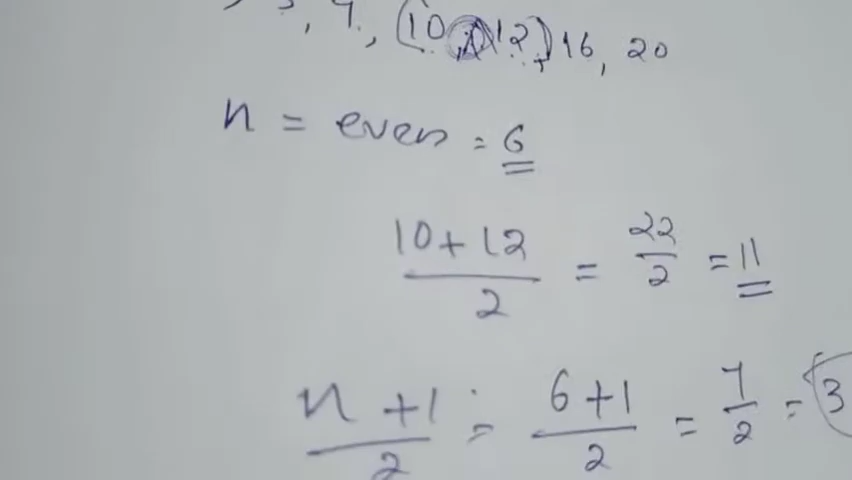 , (10, 12), 16, 20
n = even = 6
10 + 12 / 2 = 22 / 2 = 11
n + 1 / 2 = 6 + 1 / 2 = 7 / 2 = 3